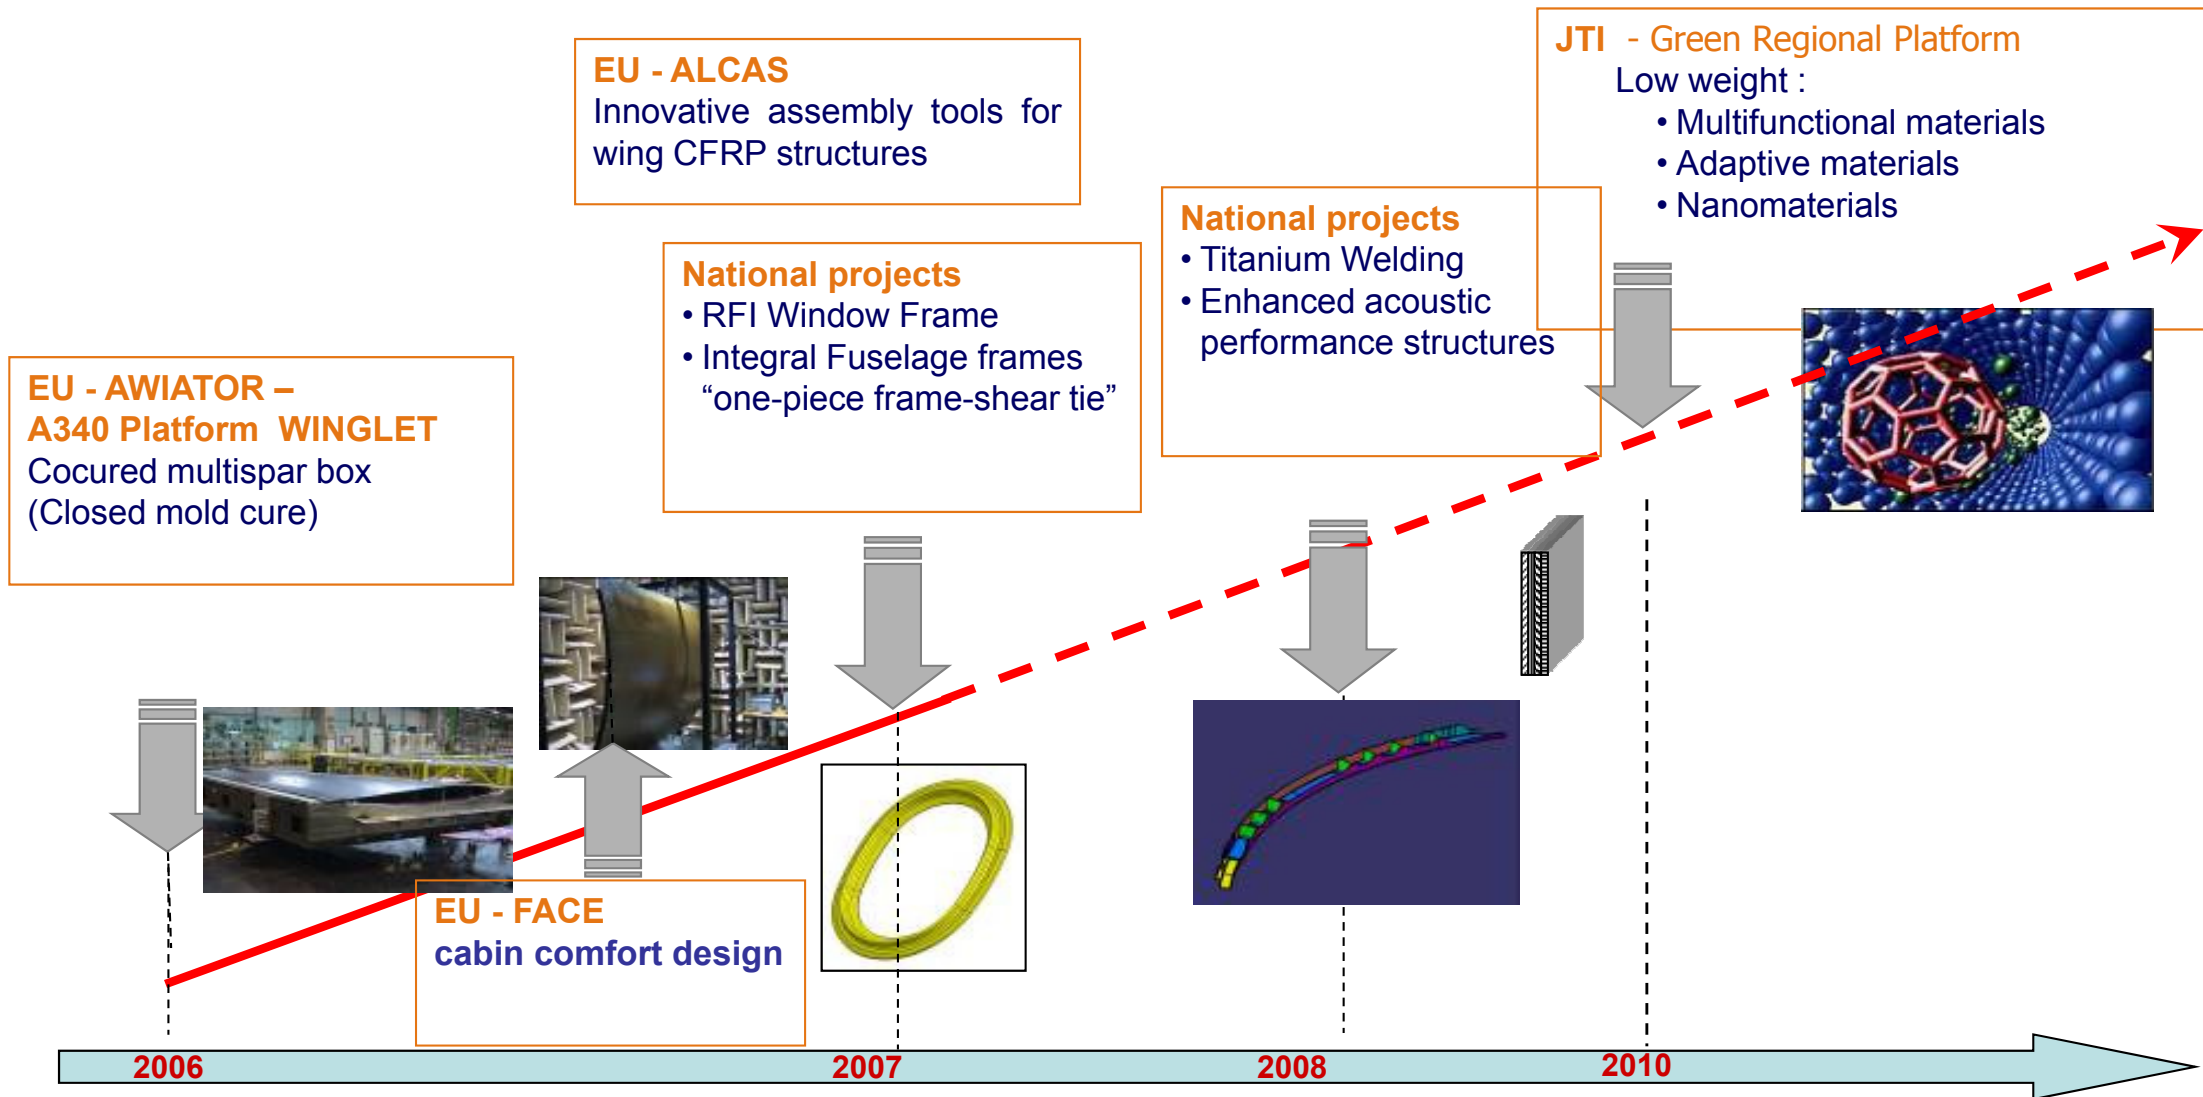 EU - ALCAS
Innovative assembly tools for
wing CFRP structures
JTI - Green Regional Platform
Low weight :
• Multifunctional materials
• Adaptive materials
• Nanomaterials
National projects
• Titanium Welding
• Enhanced acoustic
performance structures
National projects
• RFI Window Frame
• Integral Fuselage frames
“one-piece frame-shear tie”
EU - AWIATOR –
A340 Platform WINGLET
Cocured multispar box
(Closed mold cure)
EU - FACE
cabin comfort design
2006
2007
2008
2010